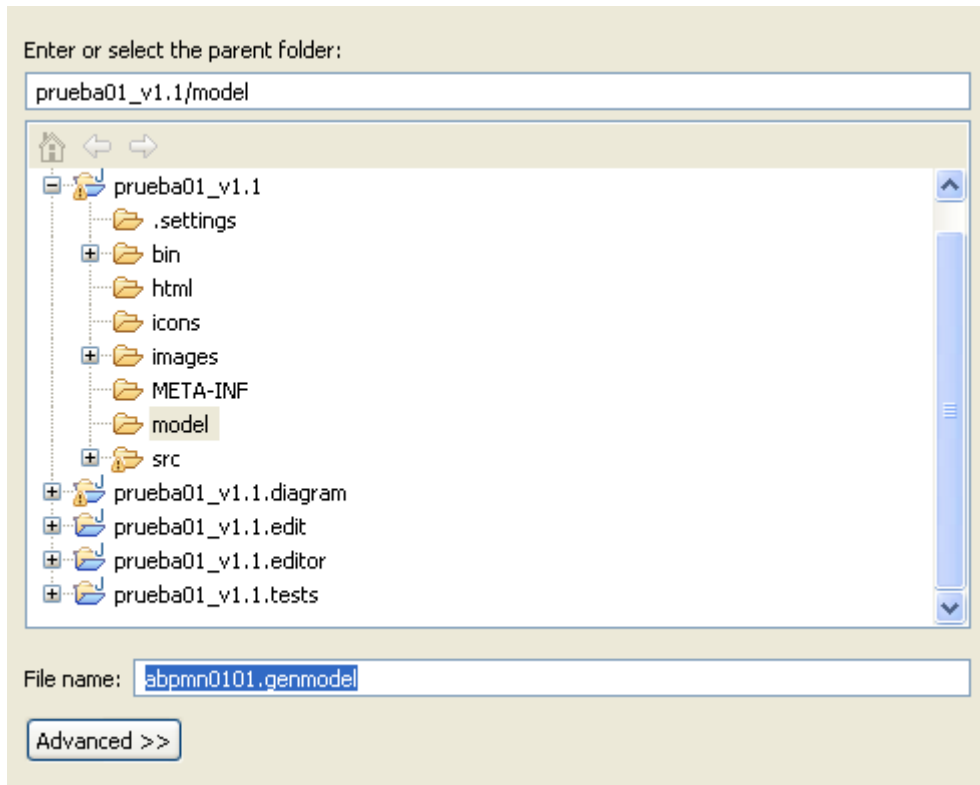 Enter or select the parent folder:
prueba01_v1.1/model
prueba01_v1.1
.settings
bin
html
icons
images
META-INF
model
src
prueba01_v1.1.diagram
prueba01_v1.1.edit
prueba01_v1.1.editor
prueba01_v1.1.tests
File name: abpmn0101.genmodel
Advanced >>